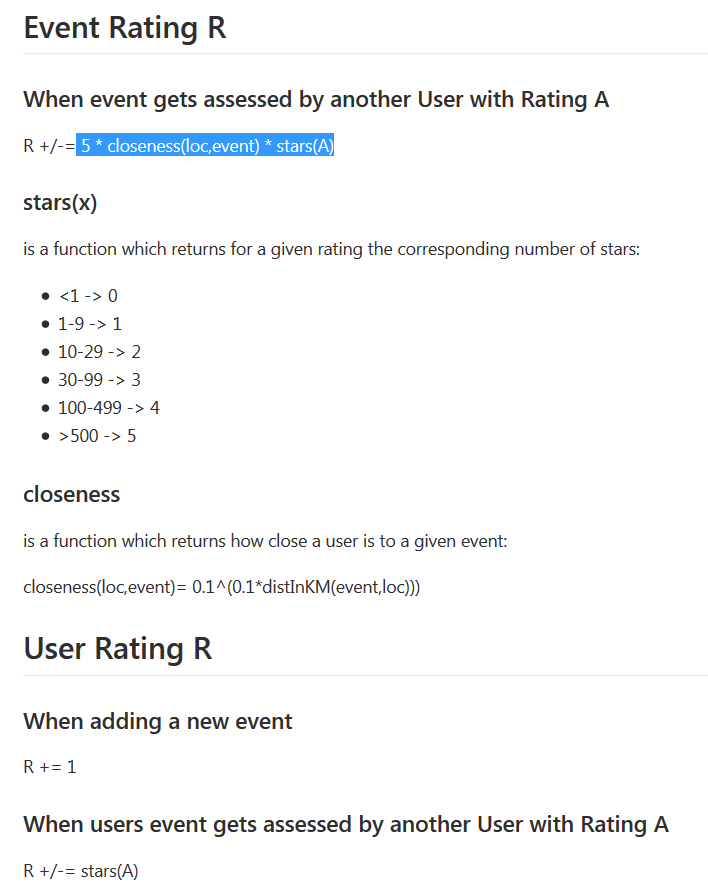 Event Rating R
When event gets assessed by another User with Rating A
R +/-= 5 * closeness(loc,event) * stars(A)
stars(x)
is a function which returns for a given rating the corresponding number of stars:
• <1 -> 0
• 1-9 -> 1
• 10-29 -> 2
• 30-99 -> 3
• 100-499 -> 4
• >500 -> 5
closeness
is a function which returns how close a user is to a given event:
closeness(loc,event)= 0.1^(0.1*distInKM(event,loc)))
User Rating R
When adding a new event
R += 1
When users event gets assessed by another User with Rating A
R +/-= stars(A)